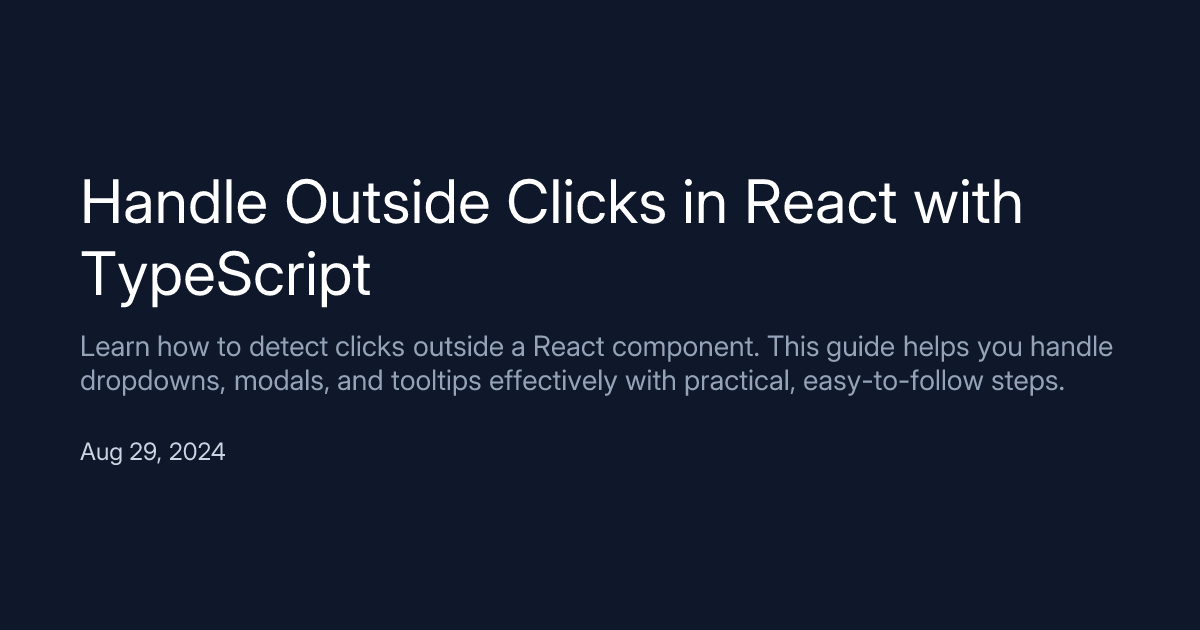 Handle Outside Clicks in React with
TypeScript
Learn how to detect clicks outside a React component. This guide helps you handle
dropdowns, modals, and tooltips effectively with practical, easy-to-follow steps.
Aug 29, 2024